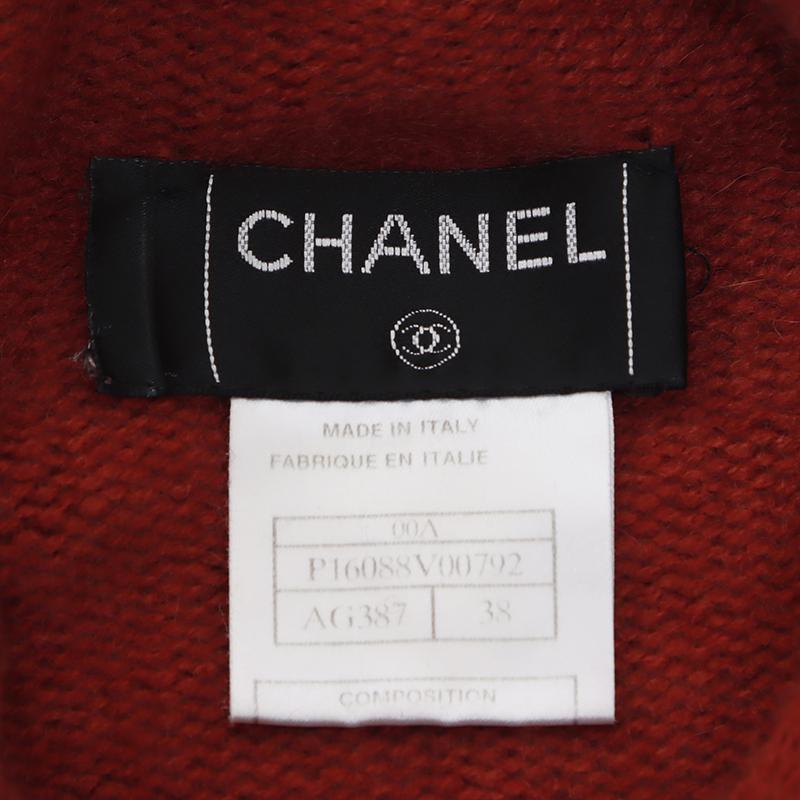 CHANEL
MADE IN ITALY
FABRIQUE EN ITALIE
00A
P16088V00792
AG387 38
COMPOSITION